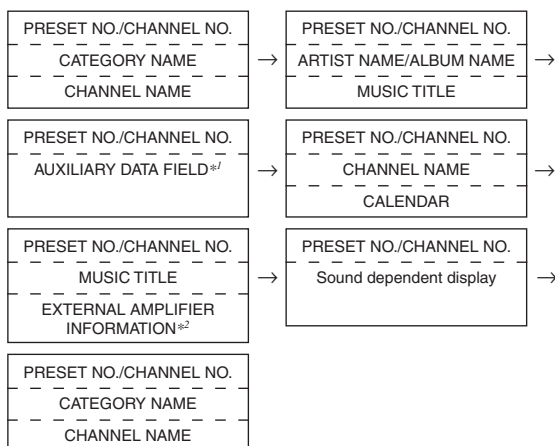 PRESET NO./CHANNEL NO.
CATEGORY NAME
CHANNEL NAME
→
PRESET NO./CHANNEL NO.
ARTIST NAME/ALBUM NAME
MUSIC TITLE
→
PRESET NO./CHANNEL NO.
AUXILIARY DATA FIELD*1
→
PRESET NO./CHANNEL NO.
CHANNEL NAME
CALENDAR
→
PRESET NO./CHANNEL NO.
MUSIC TITLE
EXTERNAL AMPLIFIER
INFORMATION*2
→
PRESET NO./CHANNEL NO.
Sound dependent display
→
PRESET NO./CHANNEL NO.
CATEGORY NAME
CHANNEL NAME